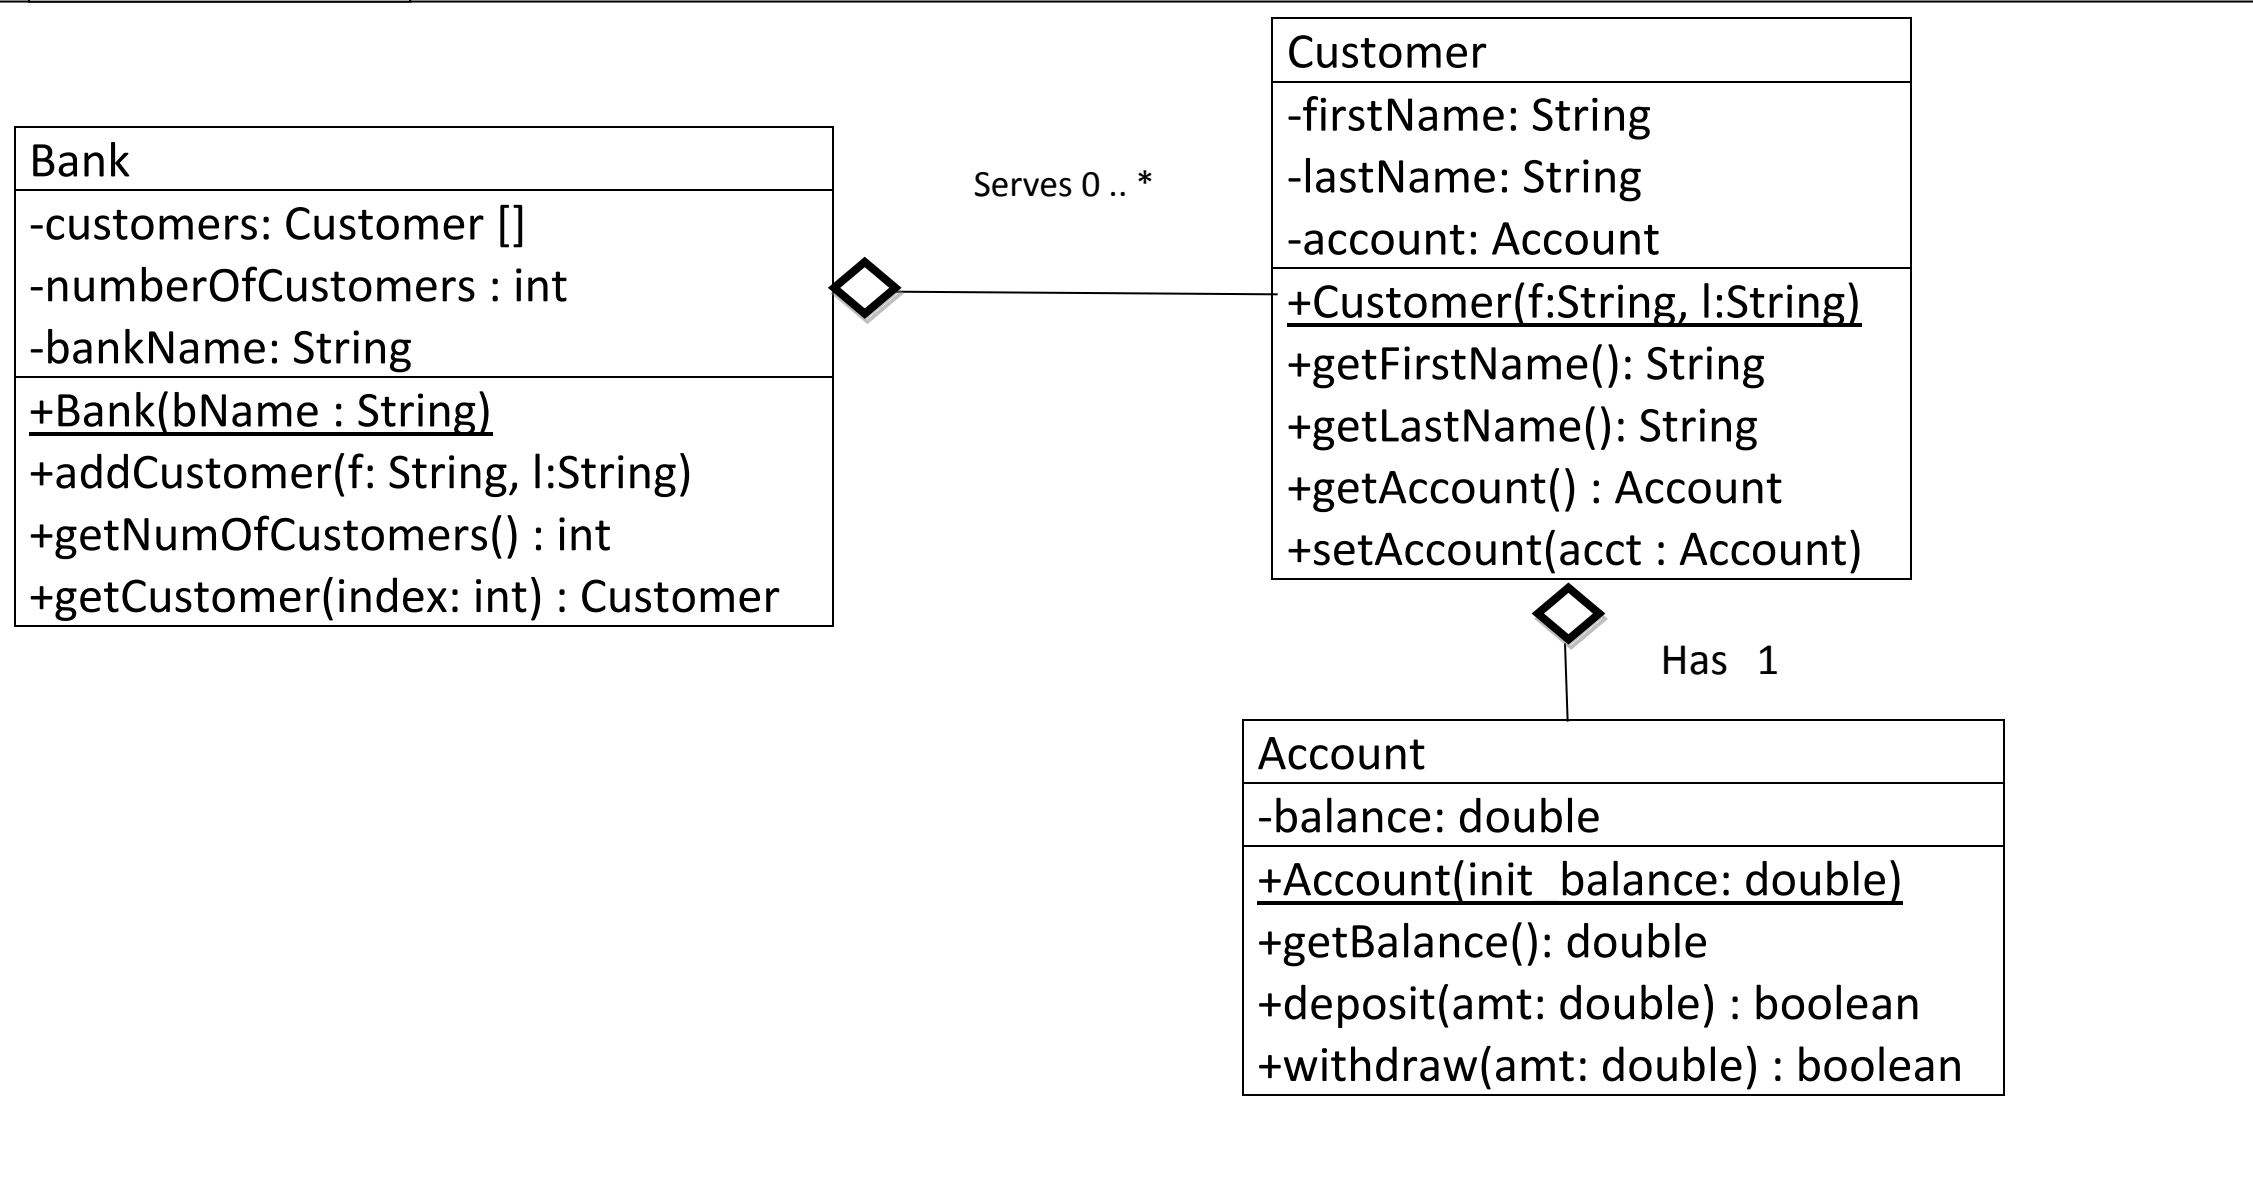 Bank
-customers: Customer []
-numberOfCustomers : int
-bankName: String
+Bank(bName : String)
+addCustomer(f: String, l:String)
+getNumOfCustomers() : int
+getCustomer(index: int) : Customer
Serves 0 .. *
Customer
-firstName: String
-lastName: String
-account: Account
+Customer(f:String, l:String)
+getFirstName(): String
+getLastName(): String
+getAccount() : Account
+setAccount(acct : Account)
Has 1
Account
-balance: double
+Account(init_balance: double)
+getBalance(): double
+deposit(amt: double) : boolean
+withdraw(amt: double) : boolean